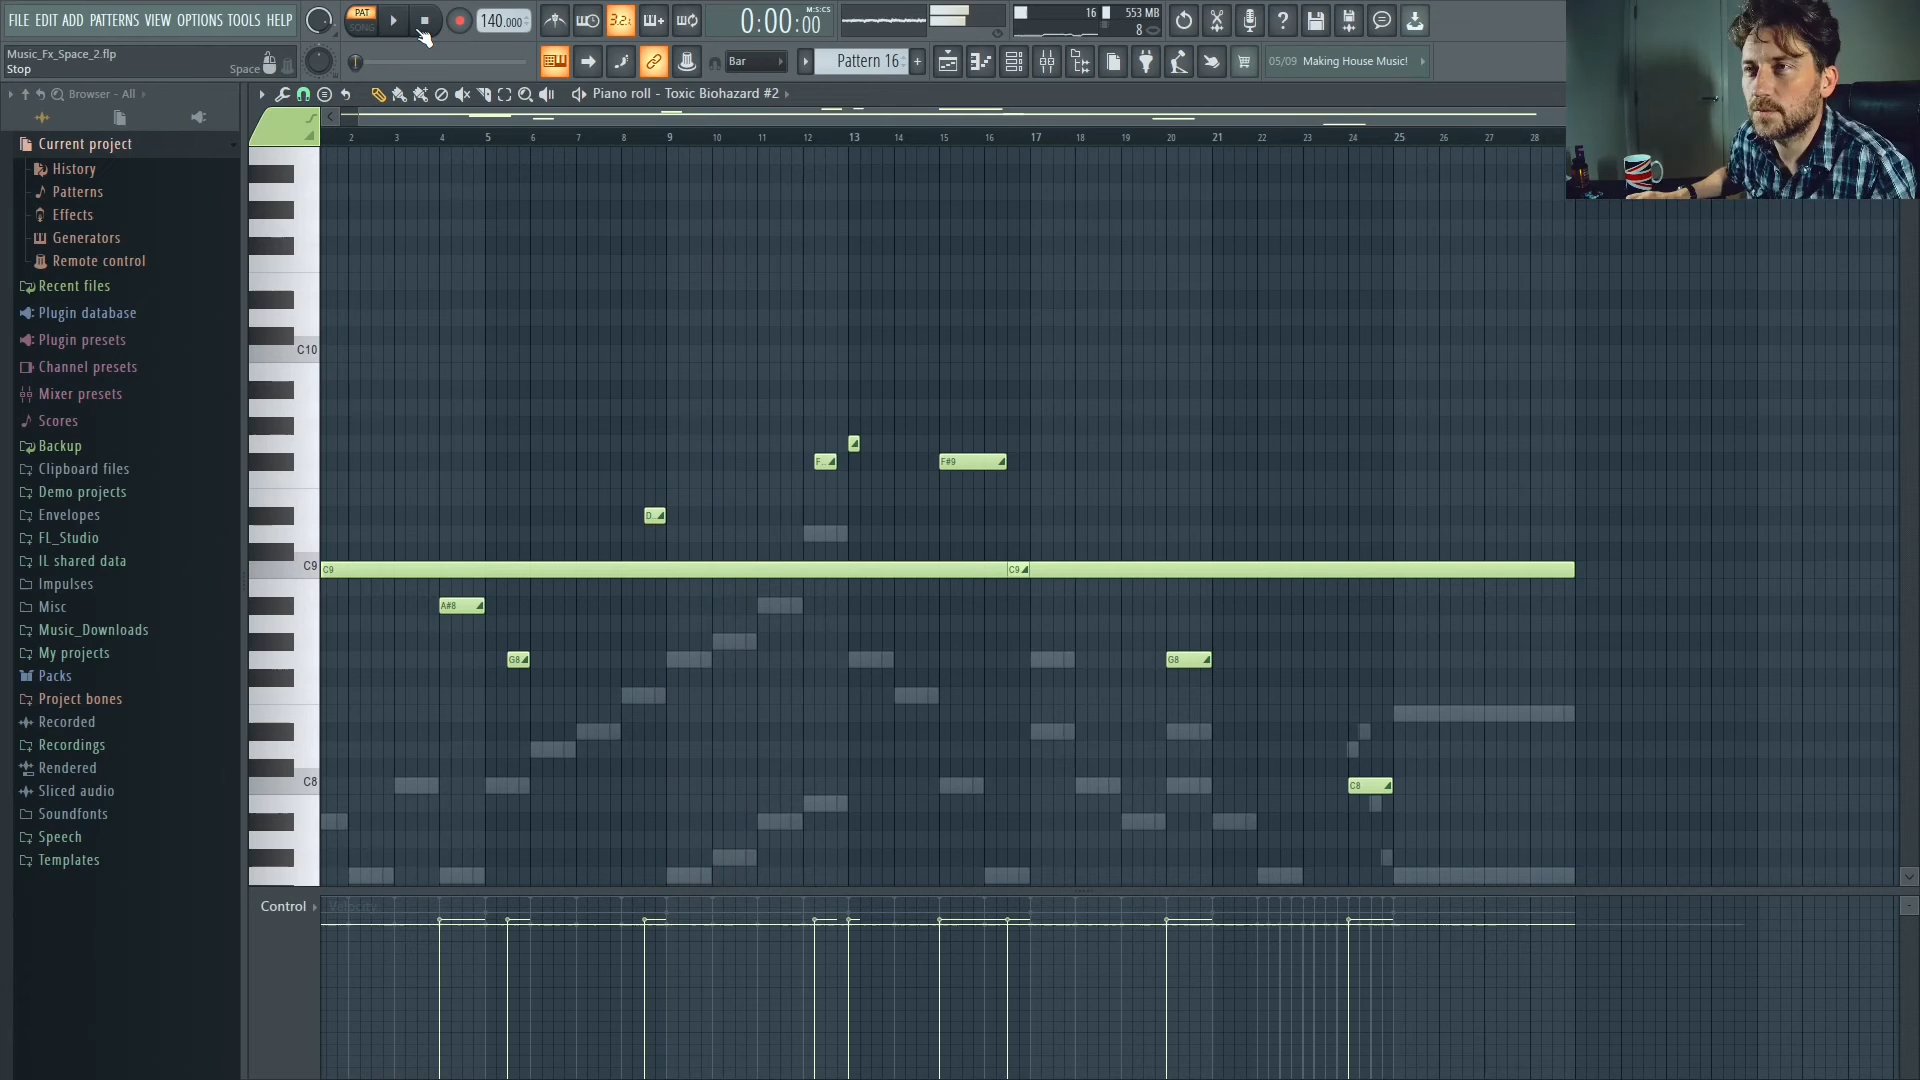 FILE EDIT ADD PATTERNS VIEW OPTIONS TOOLS HELP
PAT
SONG
140.000
3.2.
0:00:00
M:S:CS
16
553 MB
8
Music_Fx_Space_2.flp
Stop
Space
Bar
Pattern 16
05/09 Making House Music!
Browser - All
Piano roll - Toxic Biohazard #2
2 3 4 5 6 7 8 9 10 11 12 13 14 15 16 17 18 19 20 21 22 23 24 25 26 27 28
Current project
History
Patterns
Effects
Generators
Remote control
Recent files
Plugin database
Plugin presets
Channel presets
Mixer presets
Scores
Backup
Clipboard files
Demo projects
Envelopes
FL_Studio
IL shared data
Impulses
Misc
Music_Downloads
My projects
Packs
Project bones
Recorded
Recordings
Rendered
Sliced audio
Soundfonts
Speech
Templates
C10
F...
F#9
D...
C9
C9
C9
A#8
G8
G8
C8
C8
Control
Velocity